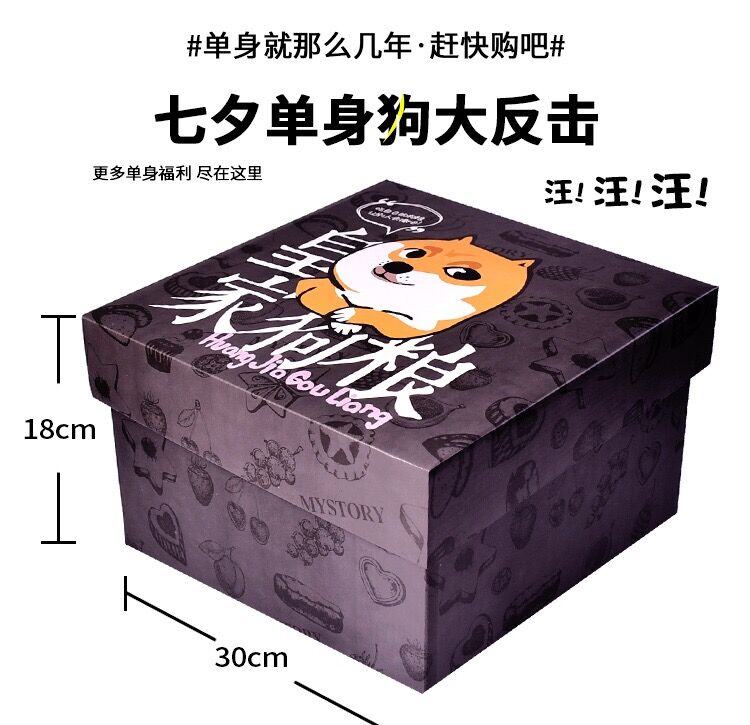 #单身就那么几年·赶快购吧#
七夕单身狗大反击
更多单身福利 尽在这里
汪! 汪! 汪!
皇
家狗粮
Huang Jia Gou Liang
18cm
MYSTORY
30cm